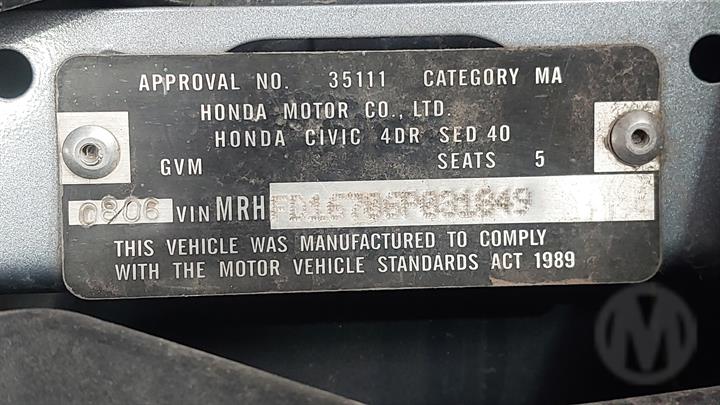 APPROVAL NO. 35111 CATEGORY MA
HONDA MOTOR CO., LTD.
HONDA CIVIC 4DR SED 40
GVM SEATS 5
0806 VIN MRH
THIS VEHICLE WAS MANUFACTURED TO COMPLY
WITH THE MOTOR VEHICLE STANDARDS ACT 1989
M